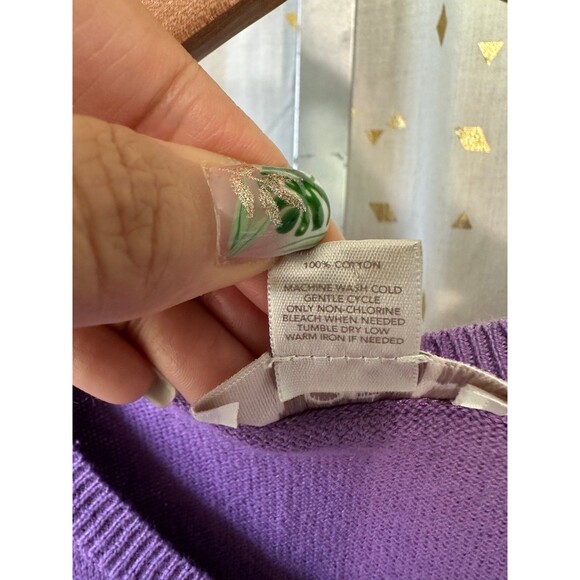 100% COTTON
MACHINE WASH COLD
GENTLE CYCLE
ONLY NON-CHLORINE
BLEACH WHEN NEEDED
TUMBLE DRY LOW
WARM IRON IF NEEDED